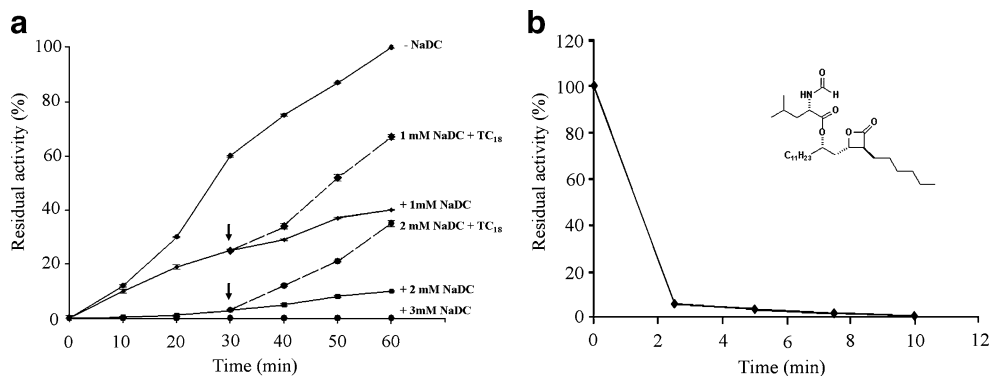 a
Residual activity (%)
100
80
60
40
20
0
0 10 20 30 40 50 60
Time (min)
- NaDC
1 mM NaDC + TC18
+ 1mM NaDC
2 mM NaDC + TC18
+ 2 mM NaDC
+ 3mM NaDC
b
Residual activity (%)
120
100
80
60
40
20
0
0 2 4 6 8 10 12
Time (min)
O
HN H
O
O
O O
C11H23